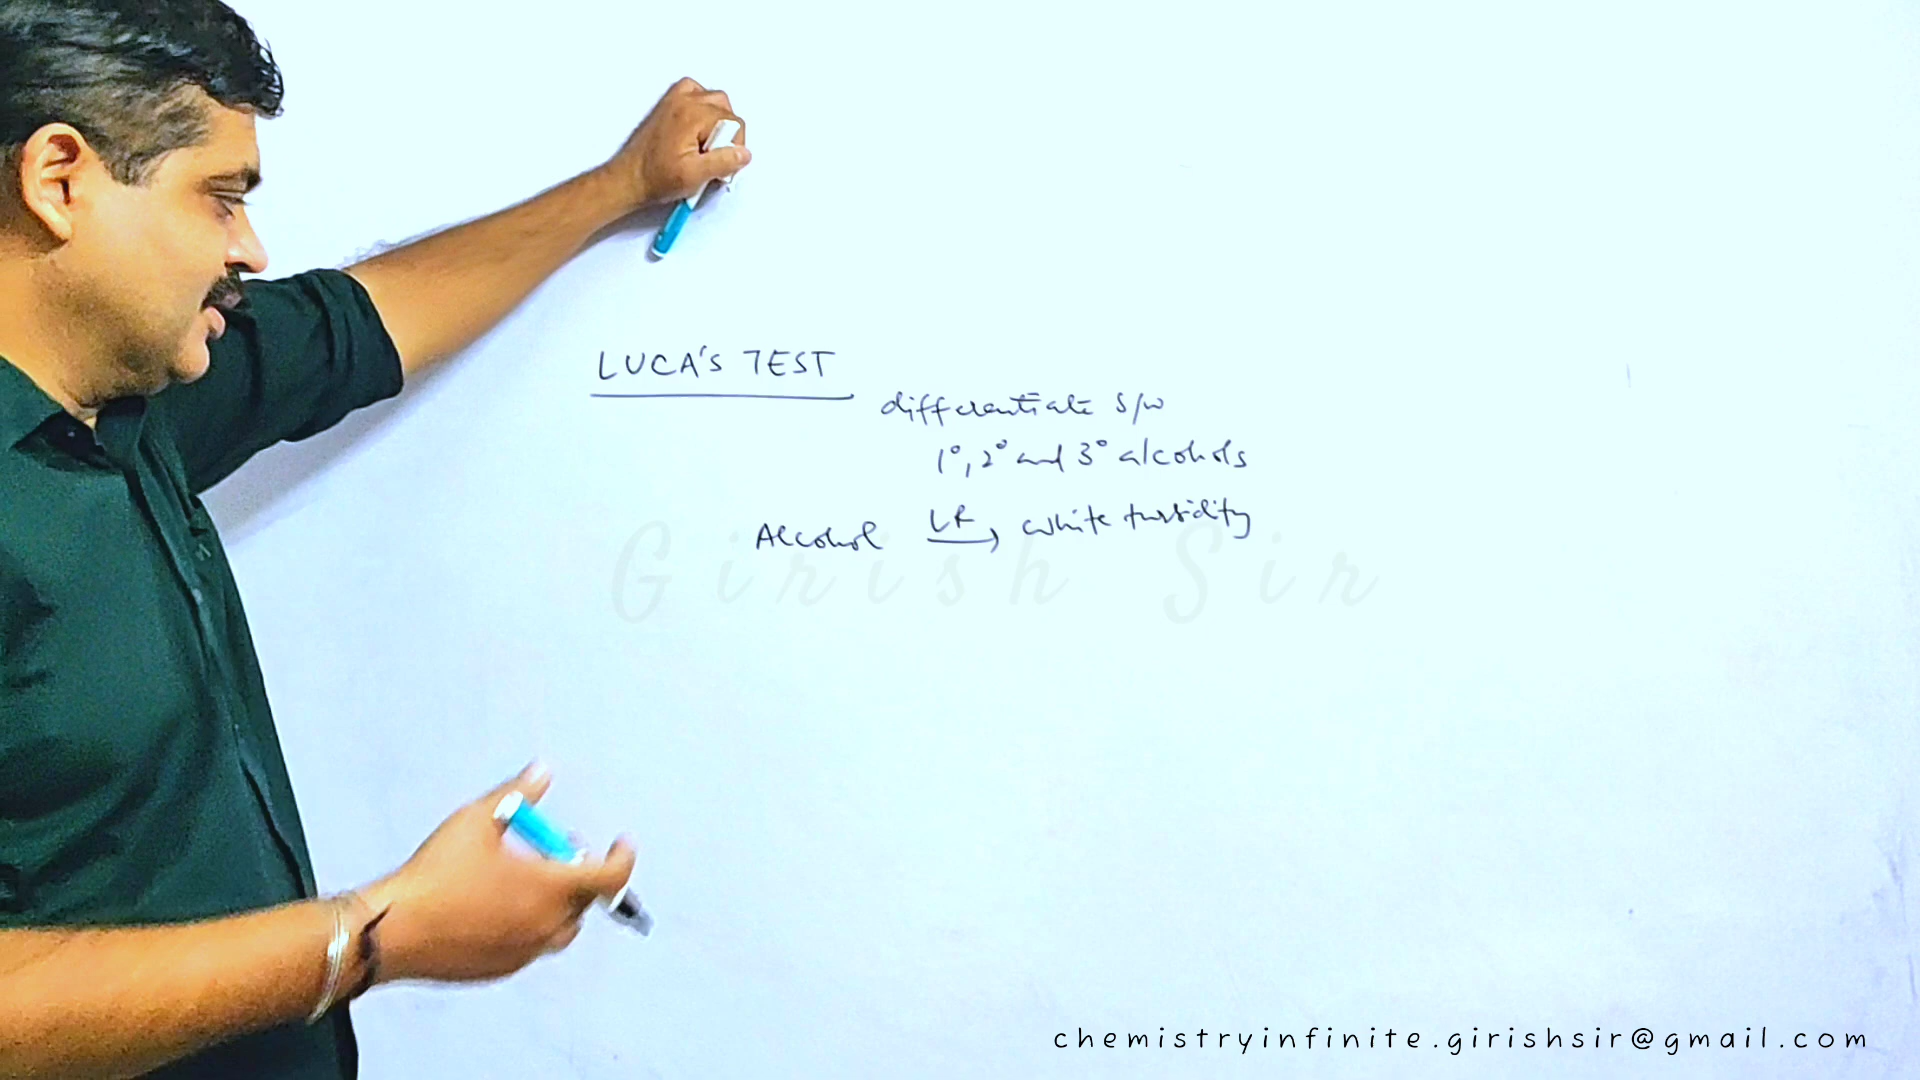 LUCA'S TEST
differentiate b/w
1°, 2° and 3° alcohols
Alcohol LR → white turbidity
Girish Sir
chemistryinfinite.girishsir@gmail.com